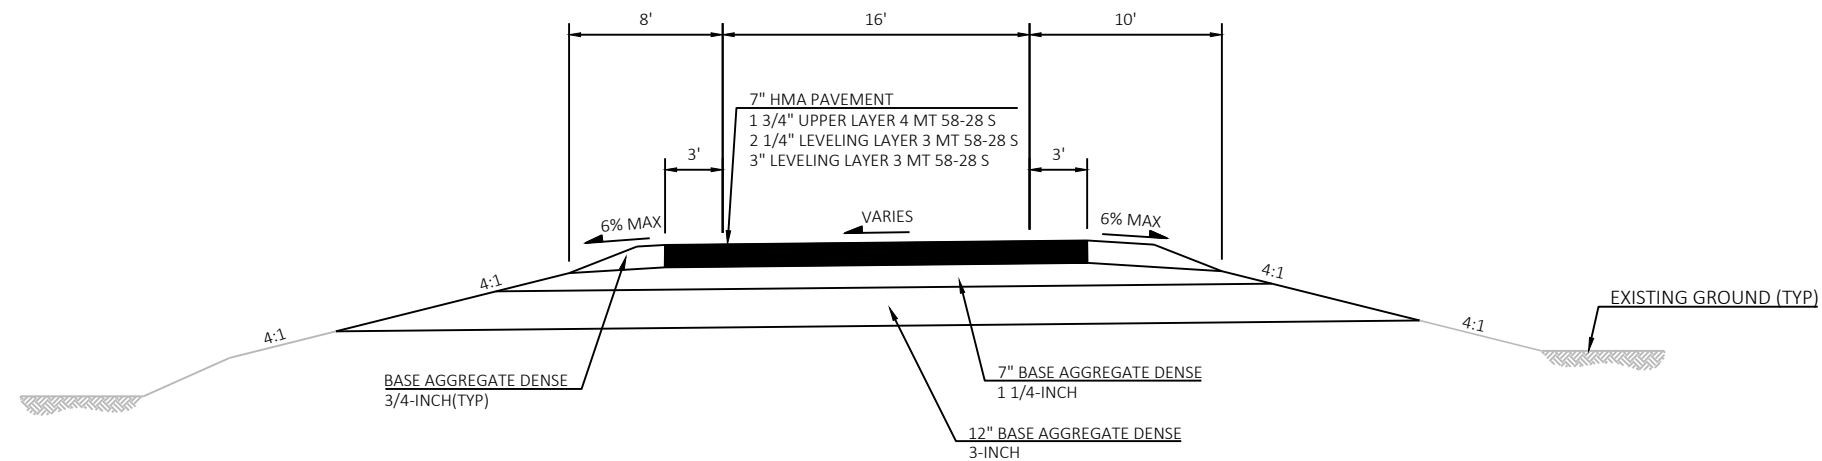 8'
16'
10'
7" HMA PAVEMENT
1 3/4" UPPER LAYER 4 MT 58-28 S
2 1/4" LEVELING LAYER 3 MT 58-28 S
3" LEVELING LAYER 3 MT 58-28 S
3'
3'
6% MAX
VARIES
6% MAX
4:1
4:1
EXISTING GROUND (TYP)
4:1
4:1
BASE AGGREGATE DENSE
3/4-INCH(TYP)
7" BASE AGGREGATE DENSE
1 1/4-INCH
12" BASE AGGREGATE DENSE
3-INCH